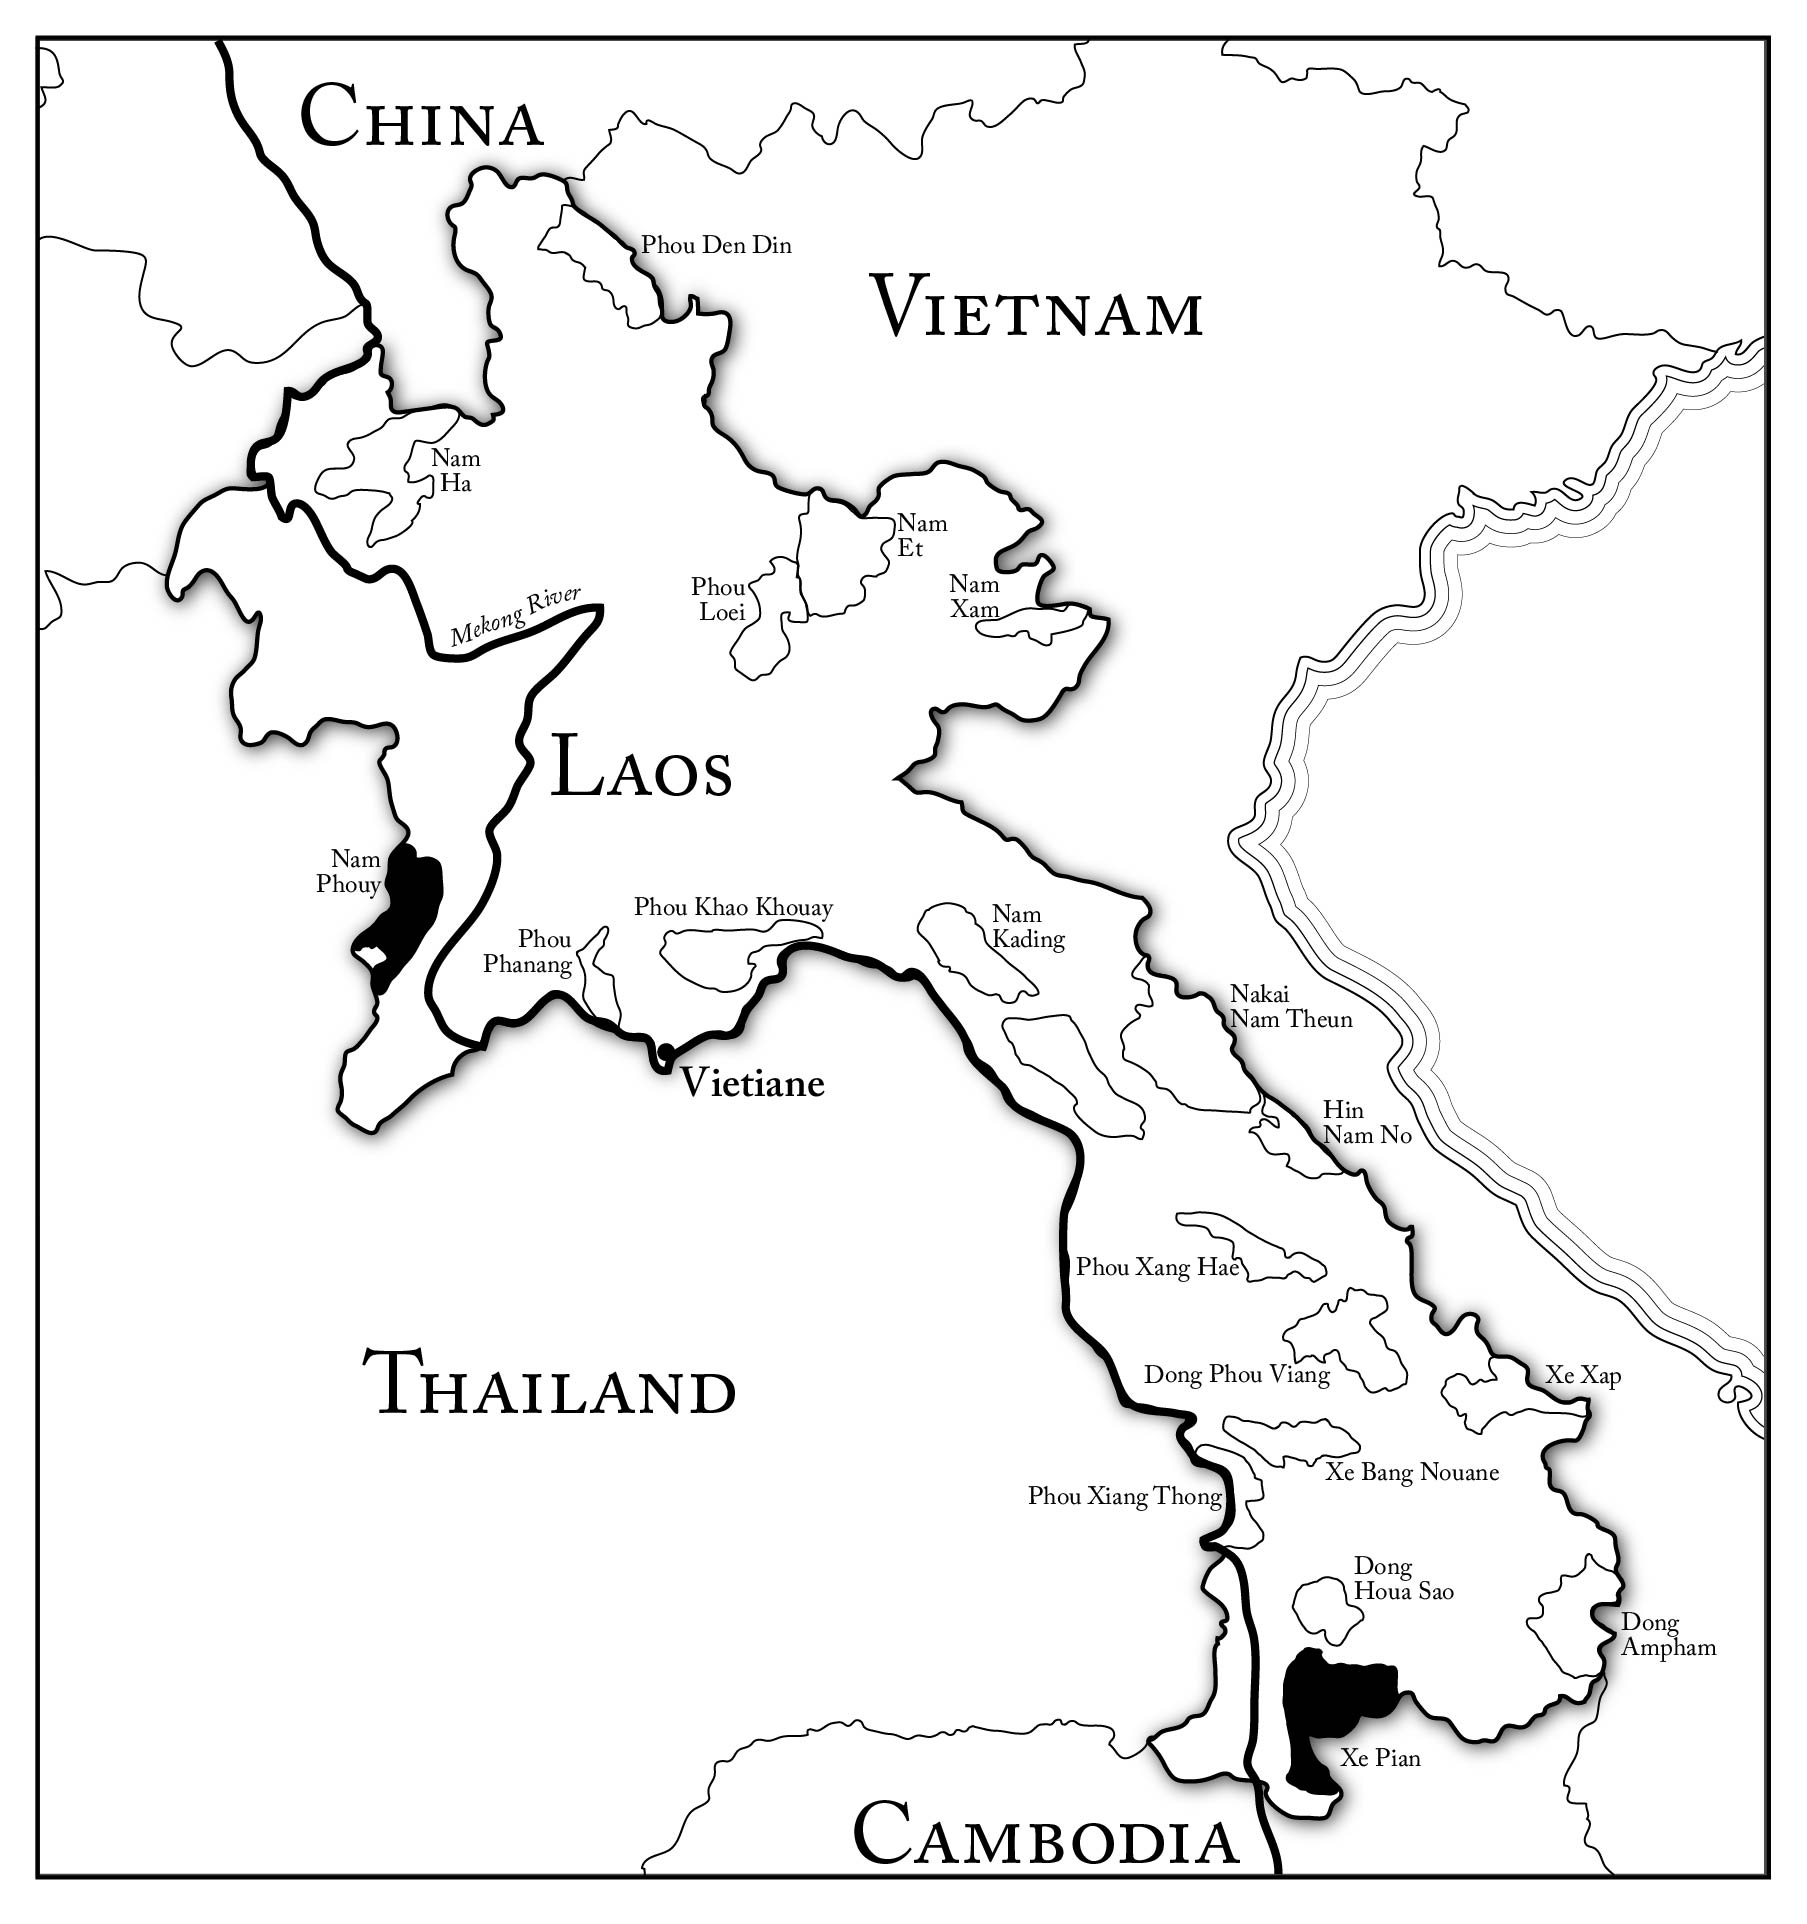 CHINA
Phou Den Din
VIETNAM
Nam
Ha
Nam
Et
Phou
Loei
Nam
Xam
Mekong River
LAOS
Nam
Phouy
Phou Khao Khouay
Nam
Kading
Phou
Phanang
Nakai
Nam Theun
Vietiane
Hin
Nam No
Phou Xang Hae
THAILAND
Dong Phou Viang
Xe Xap
Xe Bang Nouane
Phou Xiang Thong
Dong
Houa Sao
Dong
Ampham
Xe Pian
CAMBODIA